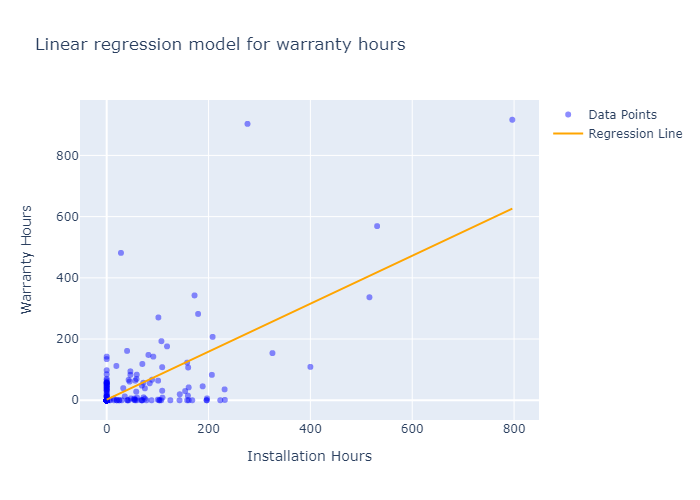 Linear regression model for warranty hours
Data Points
Regression Line
800
600
400
200
0
Warranty Hours
0 200 400 600 800
Installation Hours